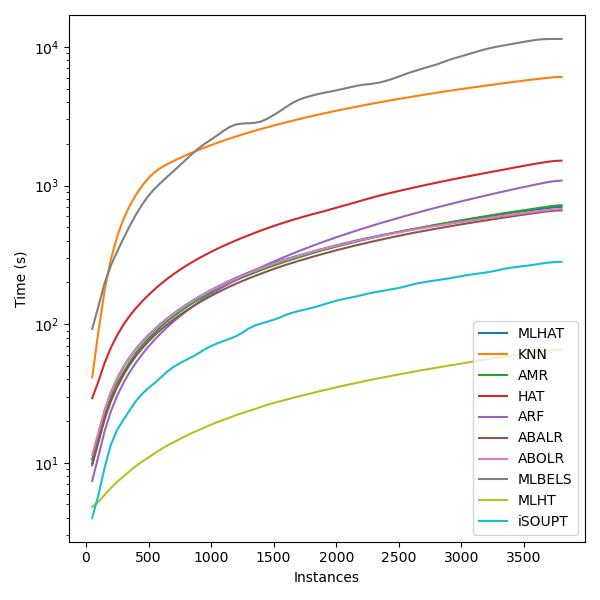 10⁴
10³
10²
10¹
Time (s)
0 500 1000 1500 2000 2500 3000 3500
Instances
MLHAT
KNN
AMR
HAT
ARF
ABALR
ABOLR
MLBELS
MLHT
iSOUPT